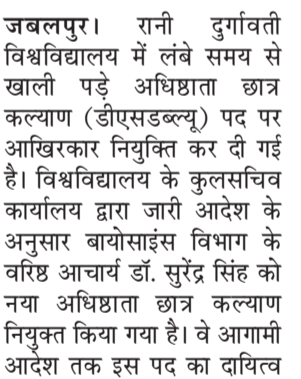 जबलपुर। रानी दुर्गावती
विश्वविद्यालय में लंबे समय से
खाली पड़े अधिष्ठाता छात्र
कल्याण (डीएसडब्ल्यू) पद पर
आखिरकार नियुक्ति कर दी गई
है। विश्वविद्यालय के कुलसचिव
कार्यालय द्वारा जारी आदेश के
अनुसार बायोसाइंस विभाग के
वरिष्ठ आचार्य डॉ. सुरेंद्र सिंह को
नया अधिष्ठाता छात्र कल्याण
नियुक्त किया गया है। वे आगामी
आदेश तक इस पद का दायित्व